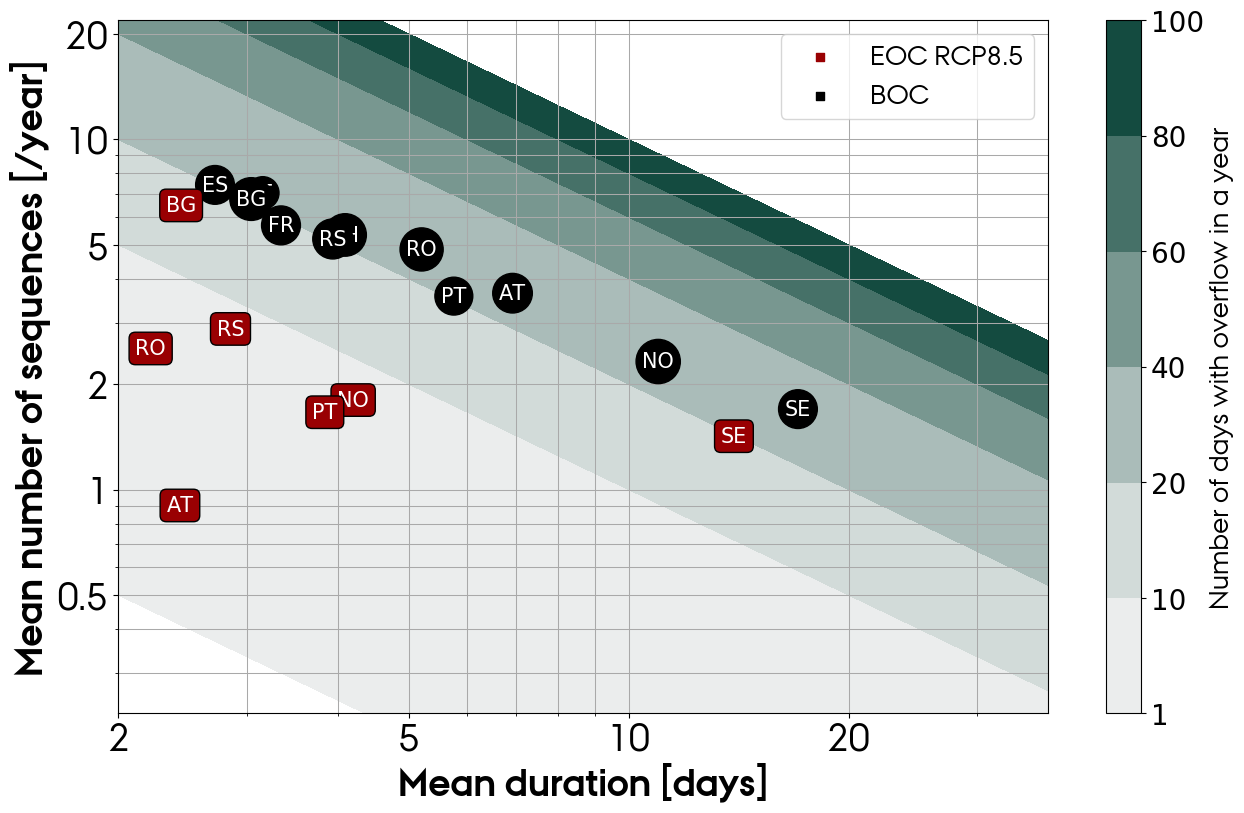 Mean number of sequences [/year]
20
10
5
2
1
0.5
2
5
10
20
Mean duration [days]
EOC RCP8.5
BOC
ES
BG
BG
FR
RS
RO
PT
AT
RS
RO
NO
PT
NO
SE
SE
AT
100
80
60
40
20
10
1
Number of days with overflow in a year